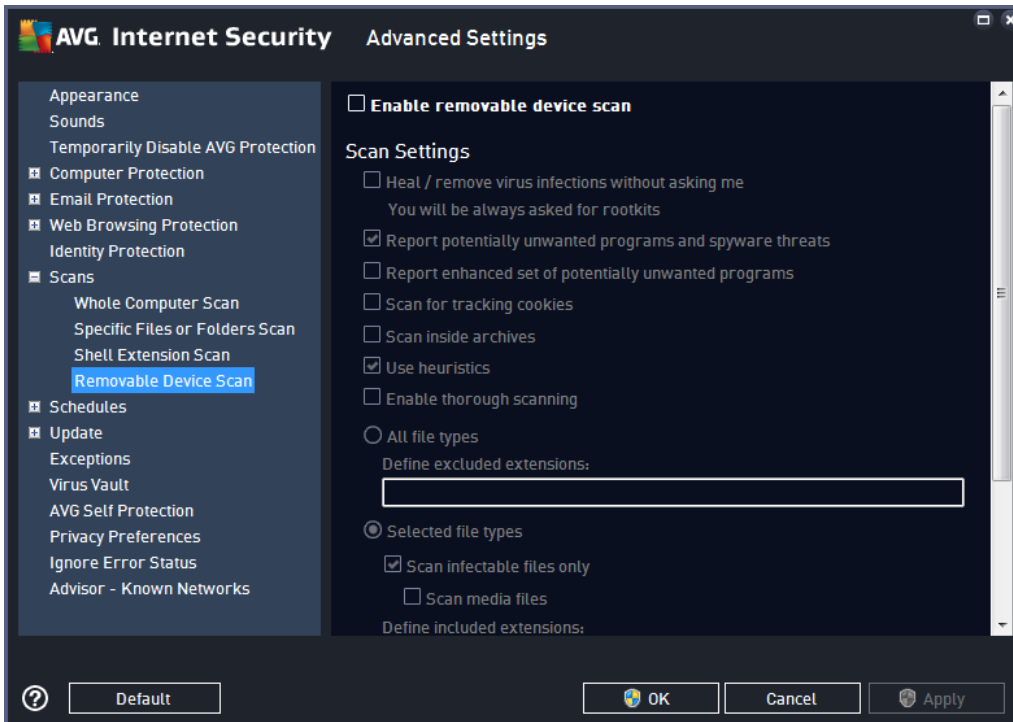 AVG. Internet Security Advanced Settings
Appearance
Sounds
Temporarily Disable AVG Protection
Computer Protection
Email Protection
Web Browsing Protection
Identity Protection
Scans
Whole Computer Scan
Specific Files or Folders Scan
Shell Extension Scan
Removable Device Scan
Schedules
Update
Exceptions
Virus Vault
AVG Self Protection
Privacy Preferences
Ignore Error Status
Advisor - Known Networks
Enable removable device scan
Scan Settings
Heal / remove virus infections without asking me
You will be always asked for rootkits
Report potentially unwanted programs and spyware threats
Report enhanced set of potentially unwanted programs
Scan for tracking cookies
Scan inside archives
Use heuristics
Enable thorough scanning
All file types
Define excluded extensions:
Selected file types
Scan infectable files only
Scan media files
Define included extensions:
? Default OK Cancel Apply